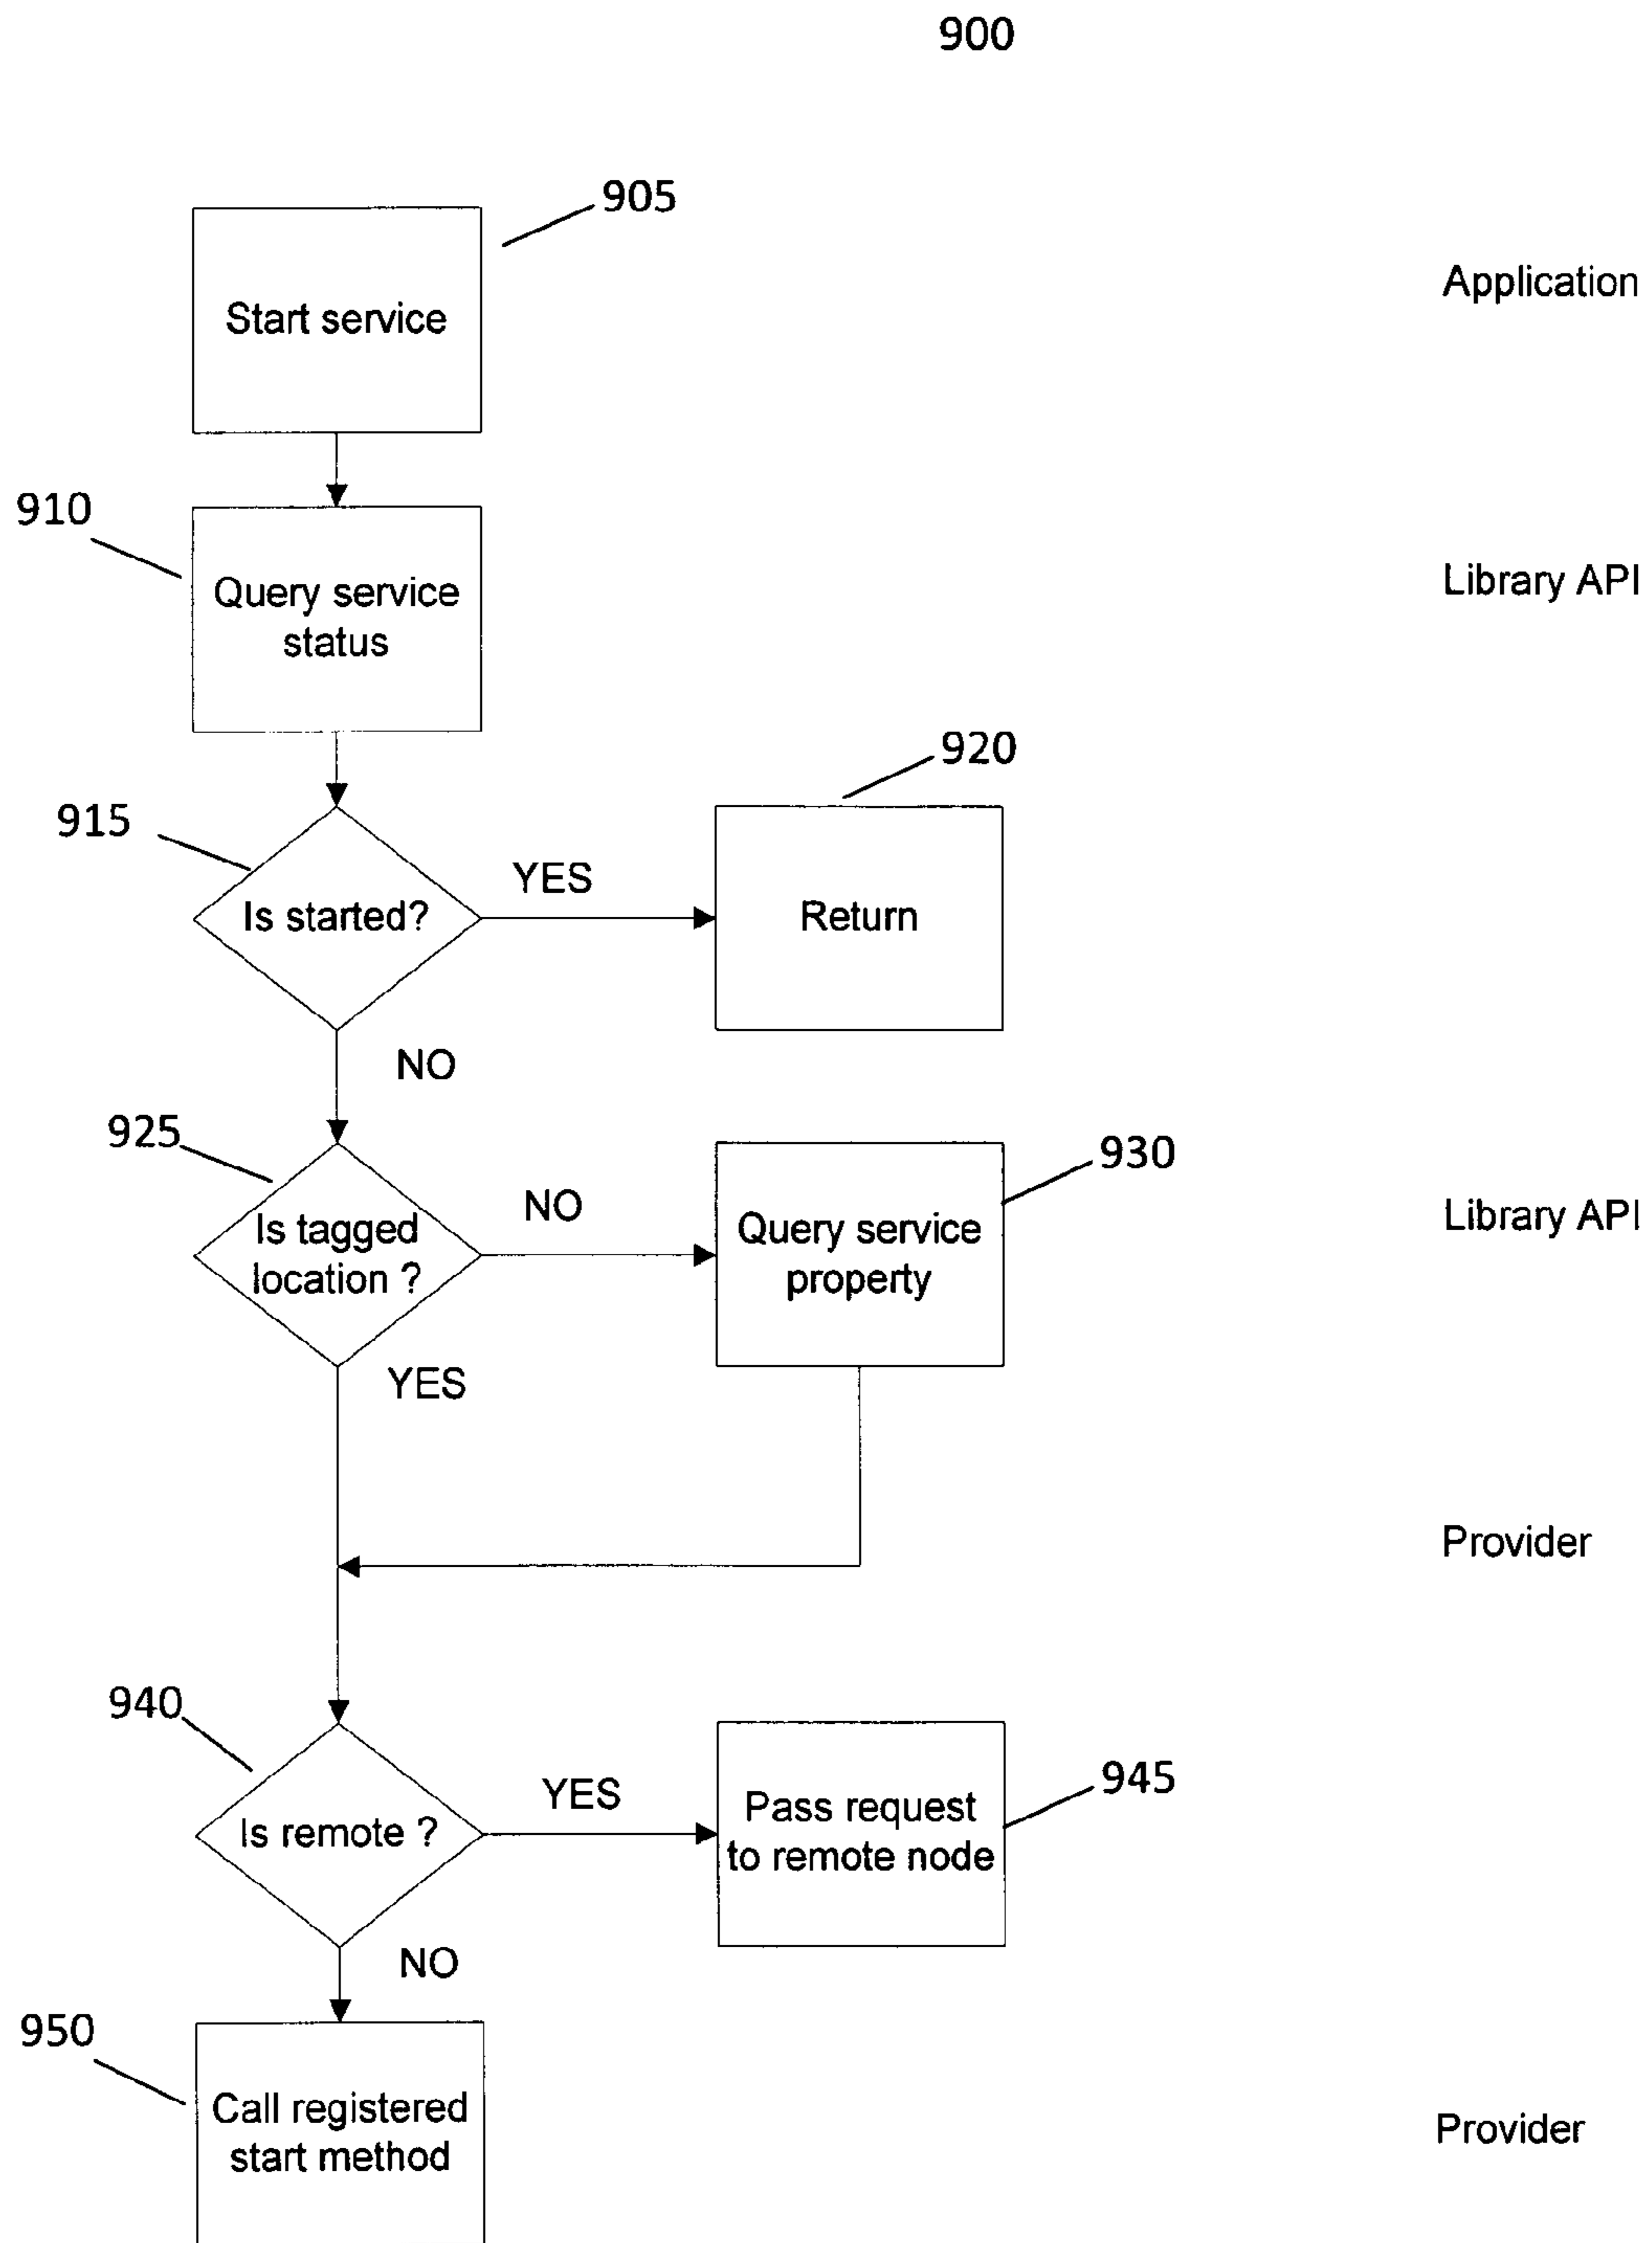 900
905
Start service
Application
910
Query service
status
Library API
915
Is started?
YES
920
Return
NO
925
Is tagged
location ?
NO
930
Query service
property
Library API
YES
Provider
940
Is remote ?
YES
945
Pass request
to remote node
NO
950
Call registered
start method
Provider